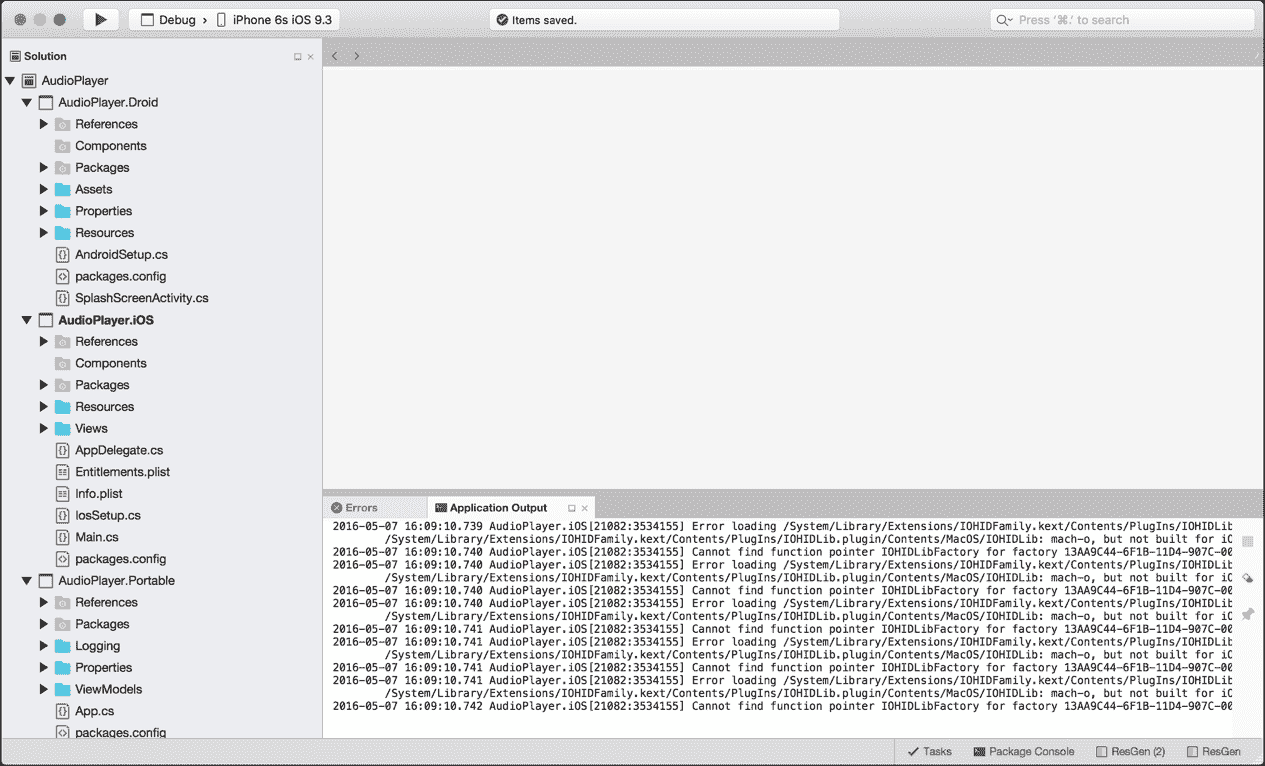 Debug › iPhone 6s iOS 9.3
Items saved.
Press '⌘.' to search
Solution
AudioPlayer
AudioPlayer.Droid
References
Components
Packages
Assets
Properties
Resources
AndroidSetup.cs
packages.config
SplashScreenActivity.cs
AudioPlayer.iOS
References
Components
Packages
Resources
Views
AppDelegate.cs
Entitlements.plist
Info.plist
IosSetup.cs
Main.cs
packages.config
AudioPlayer.Portable
References
Packages
Logging
Properties
ViewModels
App.cs
packages.config
Errors
Application Output
2016-05-07 16:09:10.739 AudioPlayer.iOS[21082:3534155] Error loading /System/Library/Extensions/IOHIDFamily.kext/Contents/PlugIns/IOHIDLib
/System/Library/Extensions/IOHIDFamily.kext/Contents/PlugIns/IOHIDLib.plugin/Contents/MacOS/IOHIDLib: mach-o, but not built for iO
2016-05-07 16:09:10.740 AudioPlayer.iOS[21082:3534155] Cannot find function pointer IOHIDLibFactory for factory 13AA9C44-6F1B-11D4-907C-00
2016-05-07 16:09:10.740 AudioPlayer.iOS[21082:3534155] Error loading /System/Library/Extensions/IOHIDFamily.kext/Contents/PlugIns/IOHIDLib
/System/Library/Extensions/IOHIDFamily.kext/Contents/PlugIns/IOHIDLib.plugin/Contents/MacOS/IOHIDLib: mach-o, but not built for iO
2016-05-07 16:09:10.740 AudioPlayer.iOS[21082:3534155] Cannot find function pointer IOHIDLibFactory for factory 13AA9C44-6F1B-11D4-907C-00
2016-05-07 16:09:10.740 AudioPlayer.iOS[21082:3534155] Error loading /System/Library/Extensions/IOHIDFamily.kext/Contents/PlugIns/IOHIDLib
/System/Library/Extensions/IOHIDFamily.kext/Contents/PlugIns/IOHIDLib.plugin/Contents/MacOS/IOHIDLib: mach-o, but not built for iO
2016-05-07 16:09:10.741 AudioPlayer.iOS[21082:3534155] Cannot find function pointer IOHIDLibFactory for factory 13AA9C44-6F1B-11D4-907C-00
2016-05-07 16:09:10.741 AudioPlayer.iOS[21082:3534155] Error loading /System/Library/Extensions/IOHIDFamily.kext/Contents/PlugIns/IOHIDLib
/System/Library/Extensions/IOHIDFamily.kext/Contents/PlugIns/IOHIDLib.plugin/Contents/MacOS/IOHIDLib: mach-o, but not built for iO
2016-05-07 16:09:10.741 AudioPlayer.iOS[21082:3534155] Cannot find function pointer IOHIDLibFactory for factory 13AA9C44-6F1B-11D4-907C-00
2016-05-07 16:09:10.741 AudioPlayer.iOS[21082:3534155] Error loading /System/Library/Extensions/IOHIDFamily.kext/Contents/PlugIns/IOHIDLib
/System/Library/Extensions/IOHIDFamily.kext/Contents/PlugIns/IOHIDLib.plugin/Contents/MacOS/IOHIDLib: mach-o, but not built for iO
2016-05-07 16:09:10.742 AudioPlayer.iOS[21082:3534155] Cannot find function pointer IOHIDLibFactory for factory 13AA9C44-6F1B-11D4-907C-00
Tasks
Package Console
ResGen (2)
ResGen